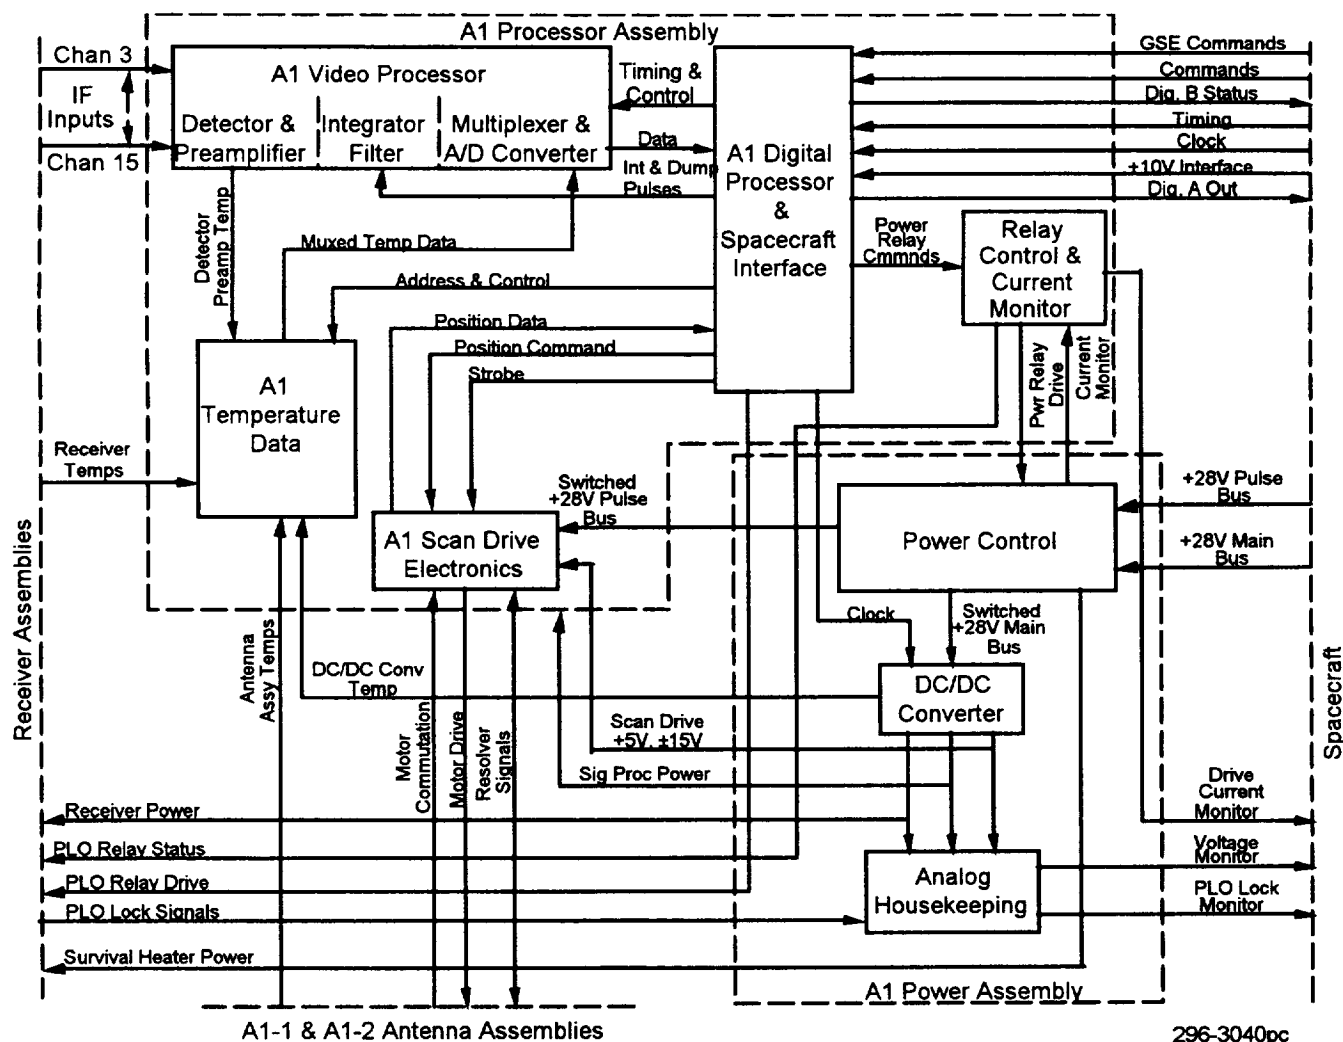 A1 Processor Assembly
Chan 3
IF
Inputs
Chan 15
A1 Video Processor
Detector &
Preamplifier
Integrator
Filter
Multiplexer &
A/D Converter
Timing &
Control
Data
Int & Dump
Pulses
A1 Digital
Processor
&
Spacecraft
Interface
GSE Commands
Commands
Dig. B Status
Timing
Clock
+10V Interface
Dig. A Out
Power
Relay
Cmmnds
Relay
Control &
Current
Monitor
Detector
Preamp Temp
Muxed Temp Data
Address & Control
Position Data
Position Command
Strobe
A1
Temperature
Data
Pwr Relay
Drive
Current
Monitor
Receiver
Temps
Switched
+28V Pulse
Bus
A1 Scan Drive
Electronics
Power Control
+28V Pulse
Bus
+28V Main
Bus
Receiver Assemblies
Antenna
Assy Temps
DC/DC Conv
Temp
Clock
Switched
+28V Main
Bus
DC/DC
Converter
Motor
Commutation
Motor Drive
Resolver
Signals
Scan Drive
+5V, ±15V
Sig Proc Power
Spacecraft
Drive
Current
Monitor
Receiver Power
PLO Relay Status
PLO Relay Drive
PLO Lock Signals
Survival Heater Power
Analog
Housekeeping
Voltage
Monitor
PLO Lock
Monitor
A1 Power Assembly
A1-1 & A1-2 Antenna Assemblies
296-3040pc